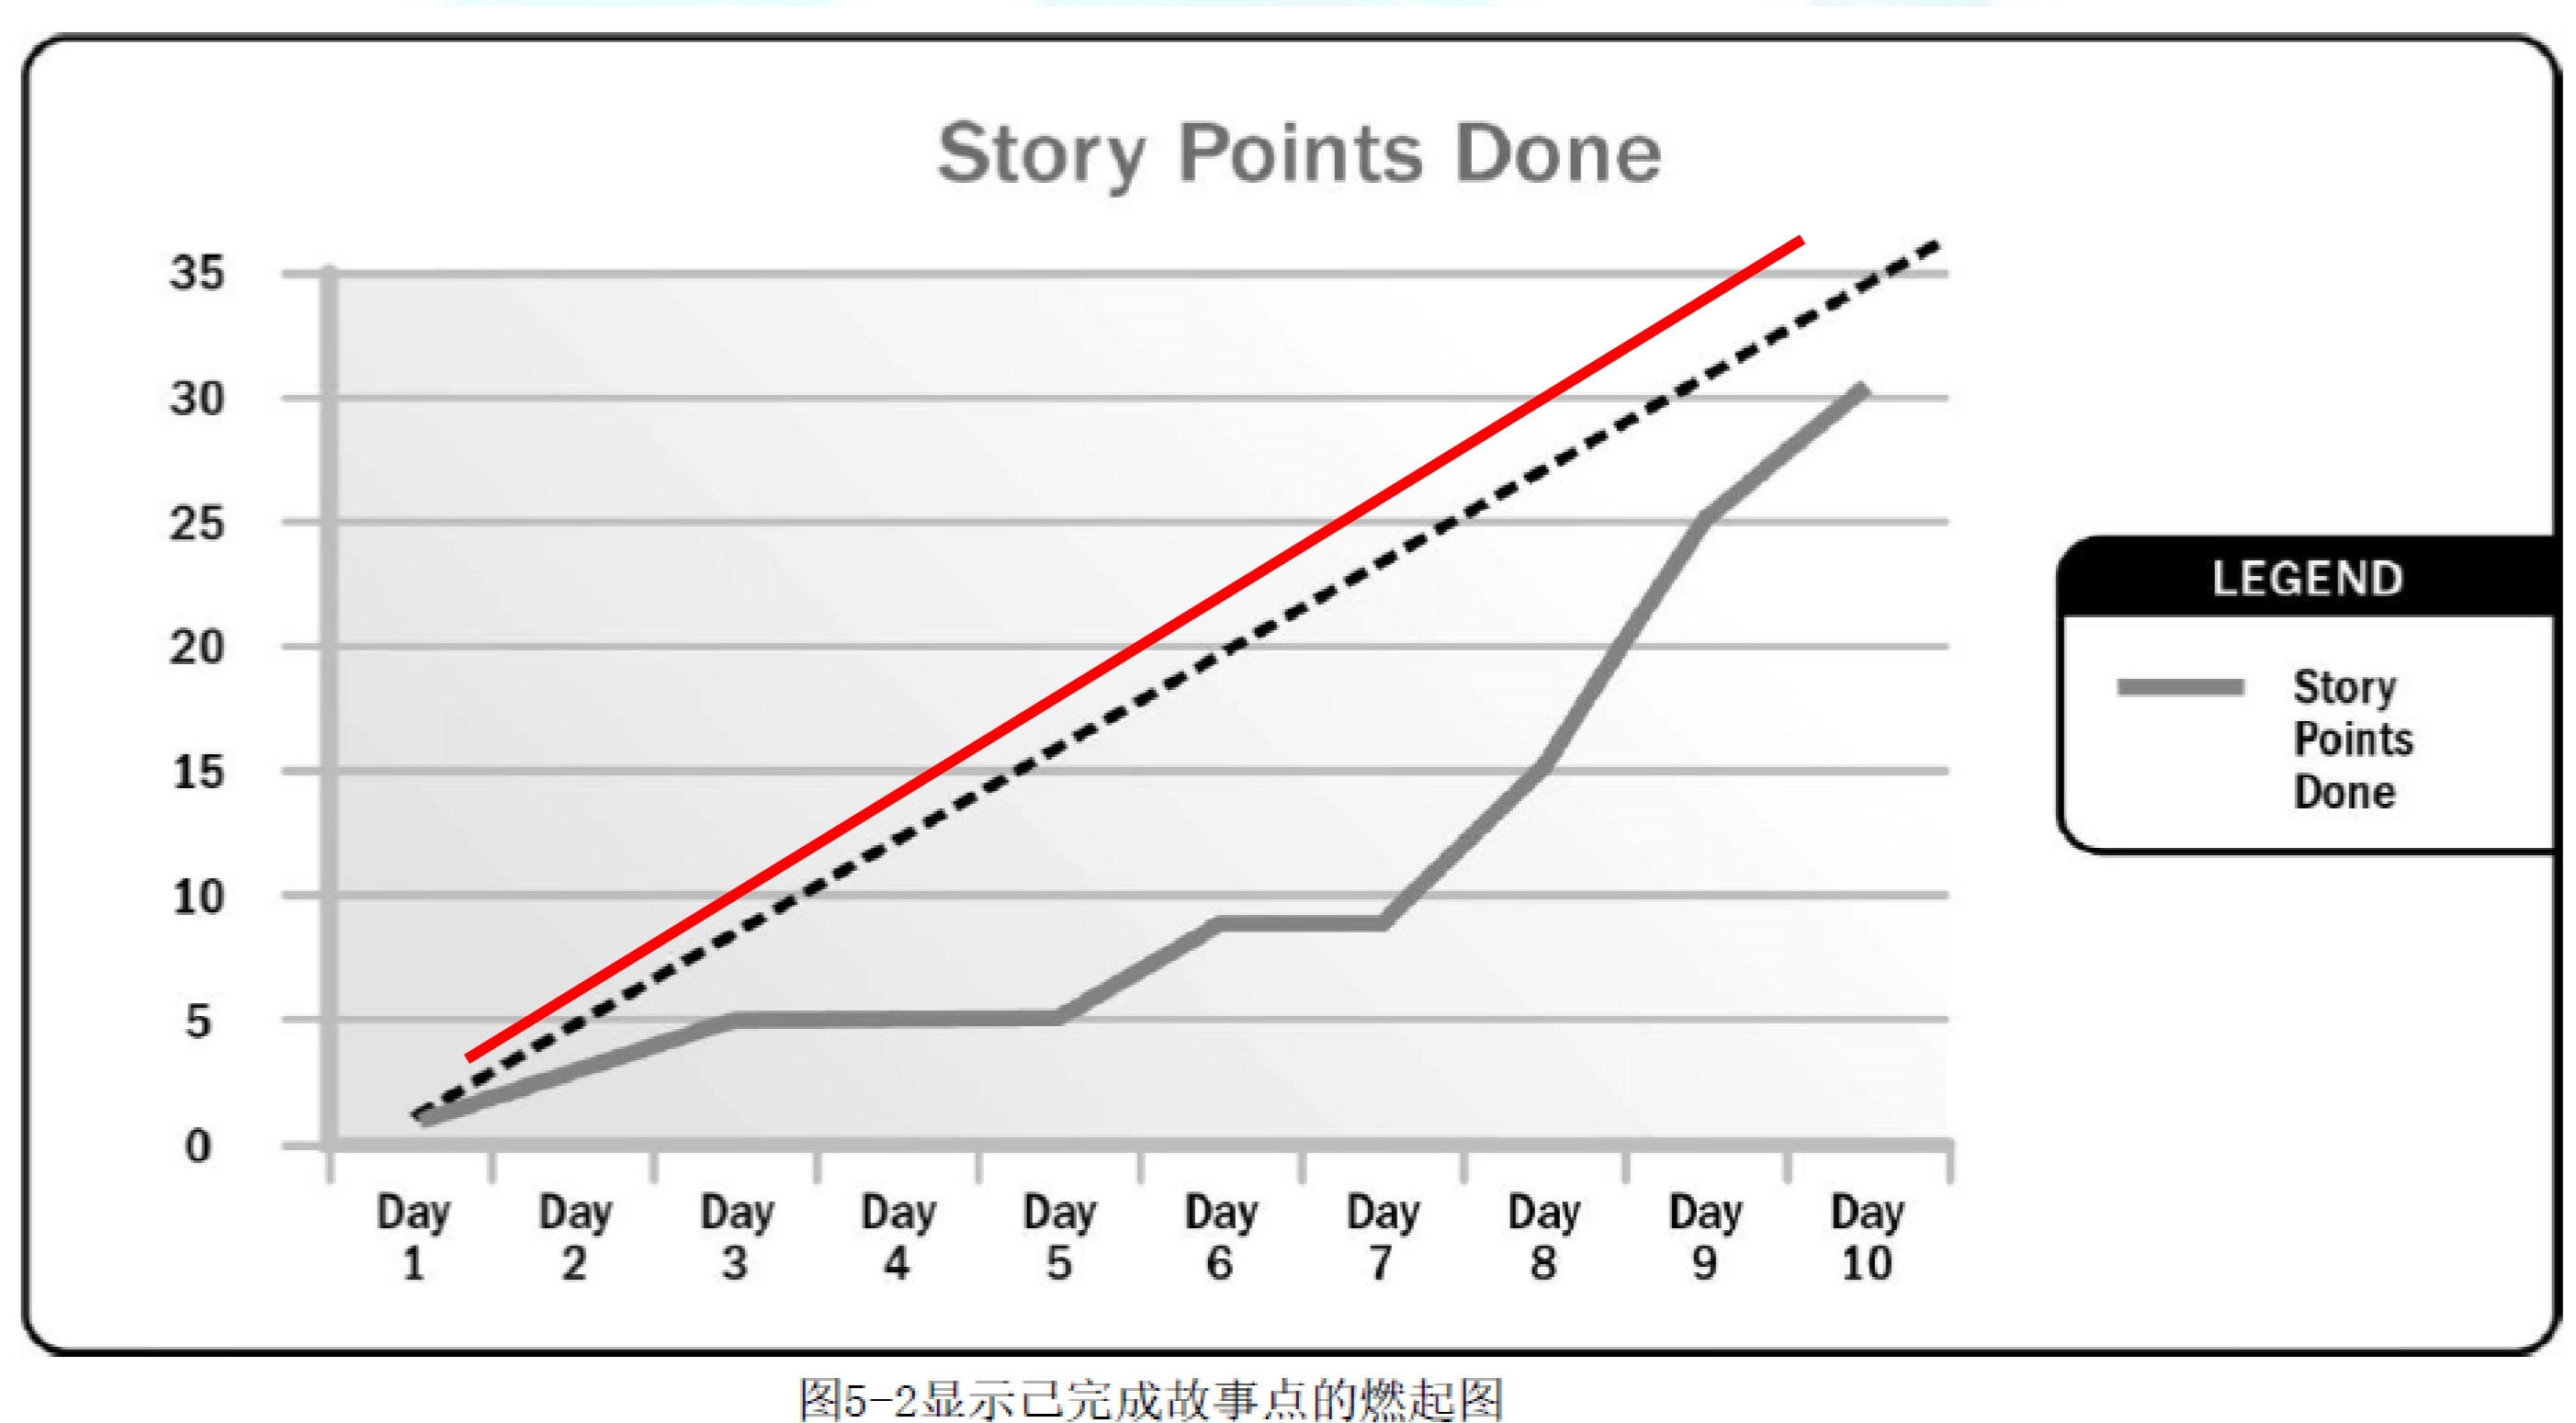 Story Points Done
35
30
25
20
15
10
5
0
Day 1
Day 2
Day 3
Day 4
Day 5
Day 6
Day 7
Day 8
Day 9
Day 10
LEGEND
Story
Points
Done
图5-2显示己完成故事点的燃起图